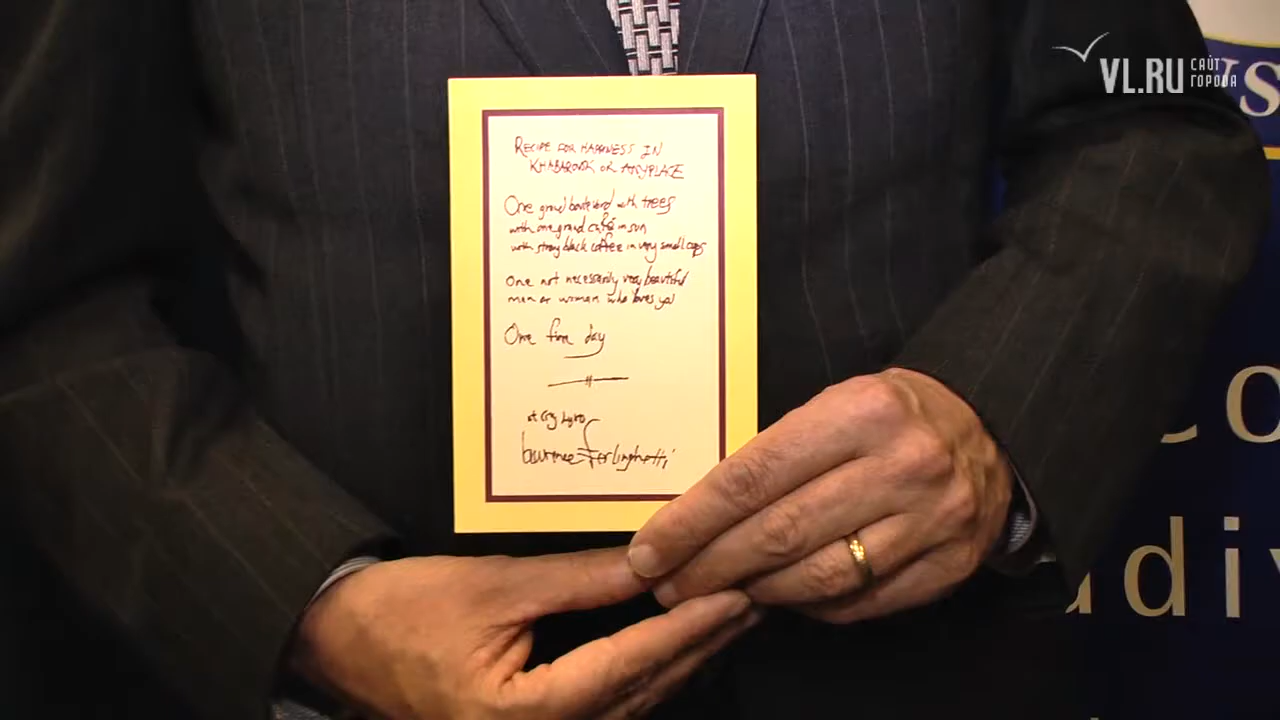 RECIPE FOR HAPPINESS IN
KHABAROVSK OR ANYPLACE
One grand boulevard with trees
with one grand café in sun
with strong black coffee in very small cups
One not necessarily very beautiful
man or woman who loves you
One fine day
Lawrence Ferlinghetti
VL.RU
САЙТ
ГОРОДА
s
o
adiv